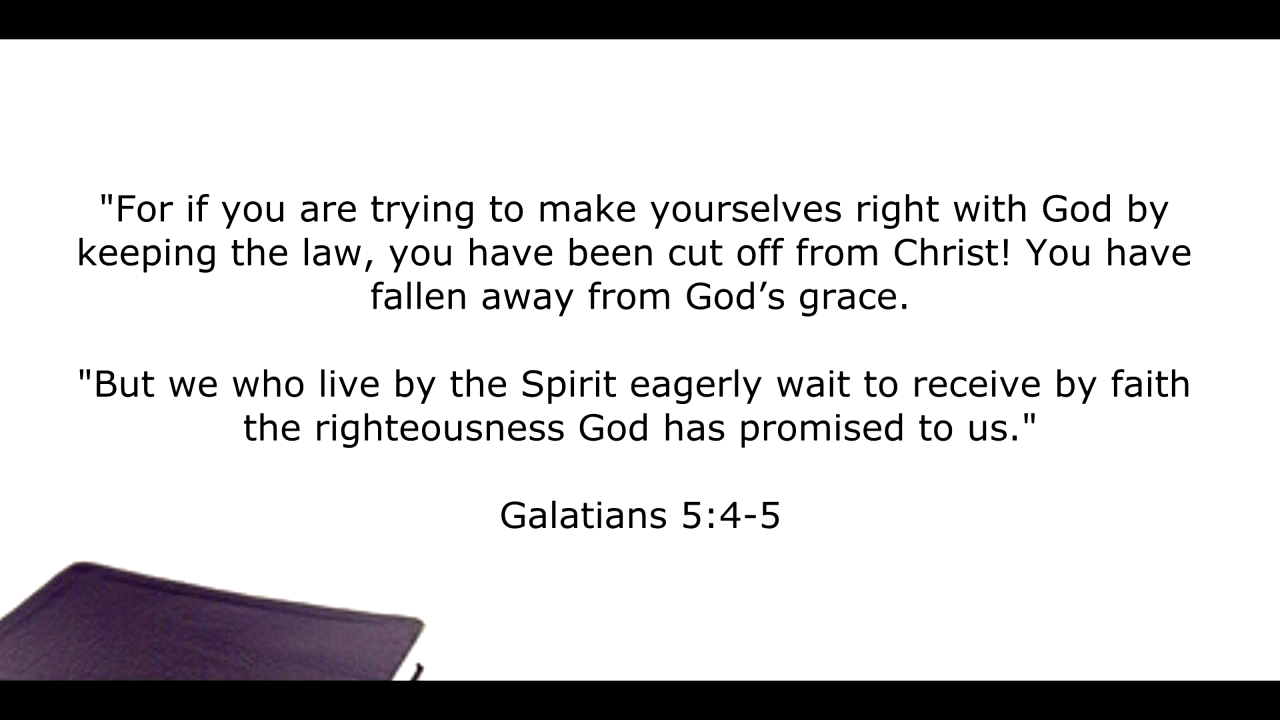 "For if you are trying to make yourselves right with God by
keeping the law, you have been cut off from Christ! You have
fallen away from God’s grace.
"But we who live by the Spirit eagerly wait to receive by faith
the righteousness God has promised to us."
Galatians 5:4-5